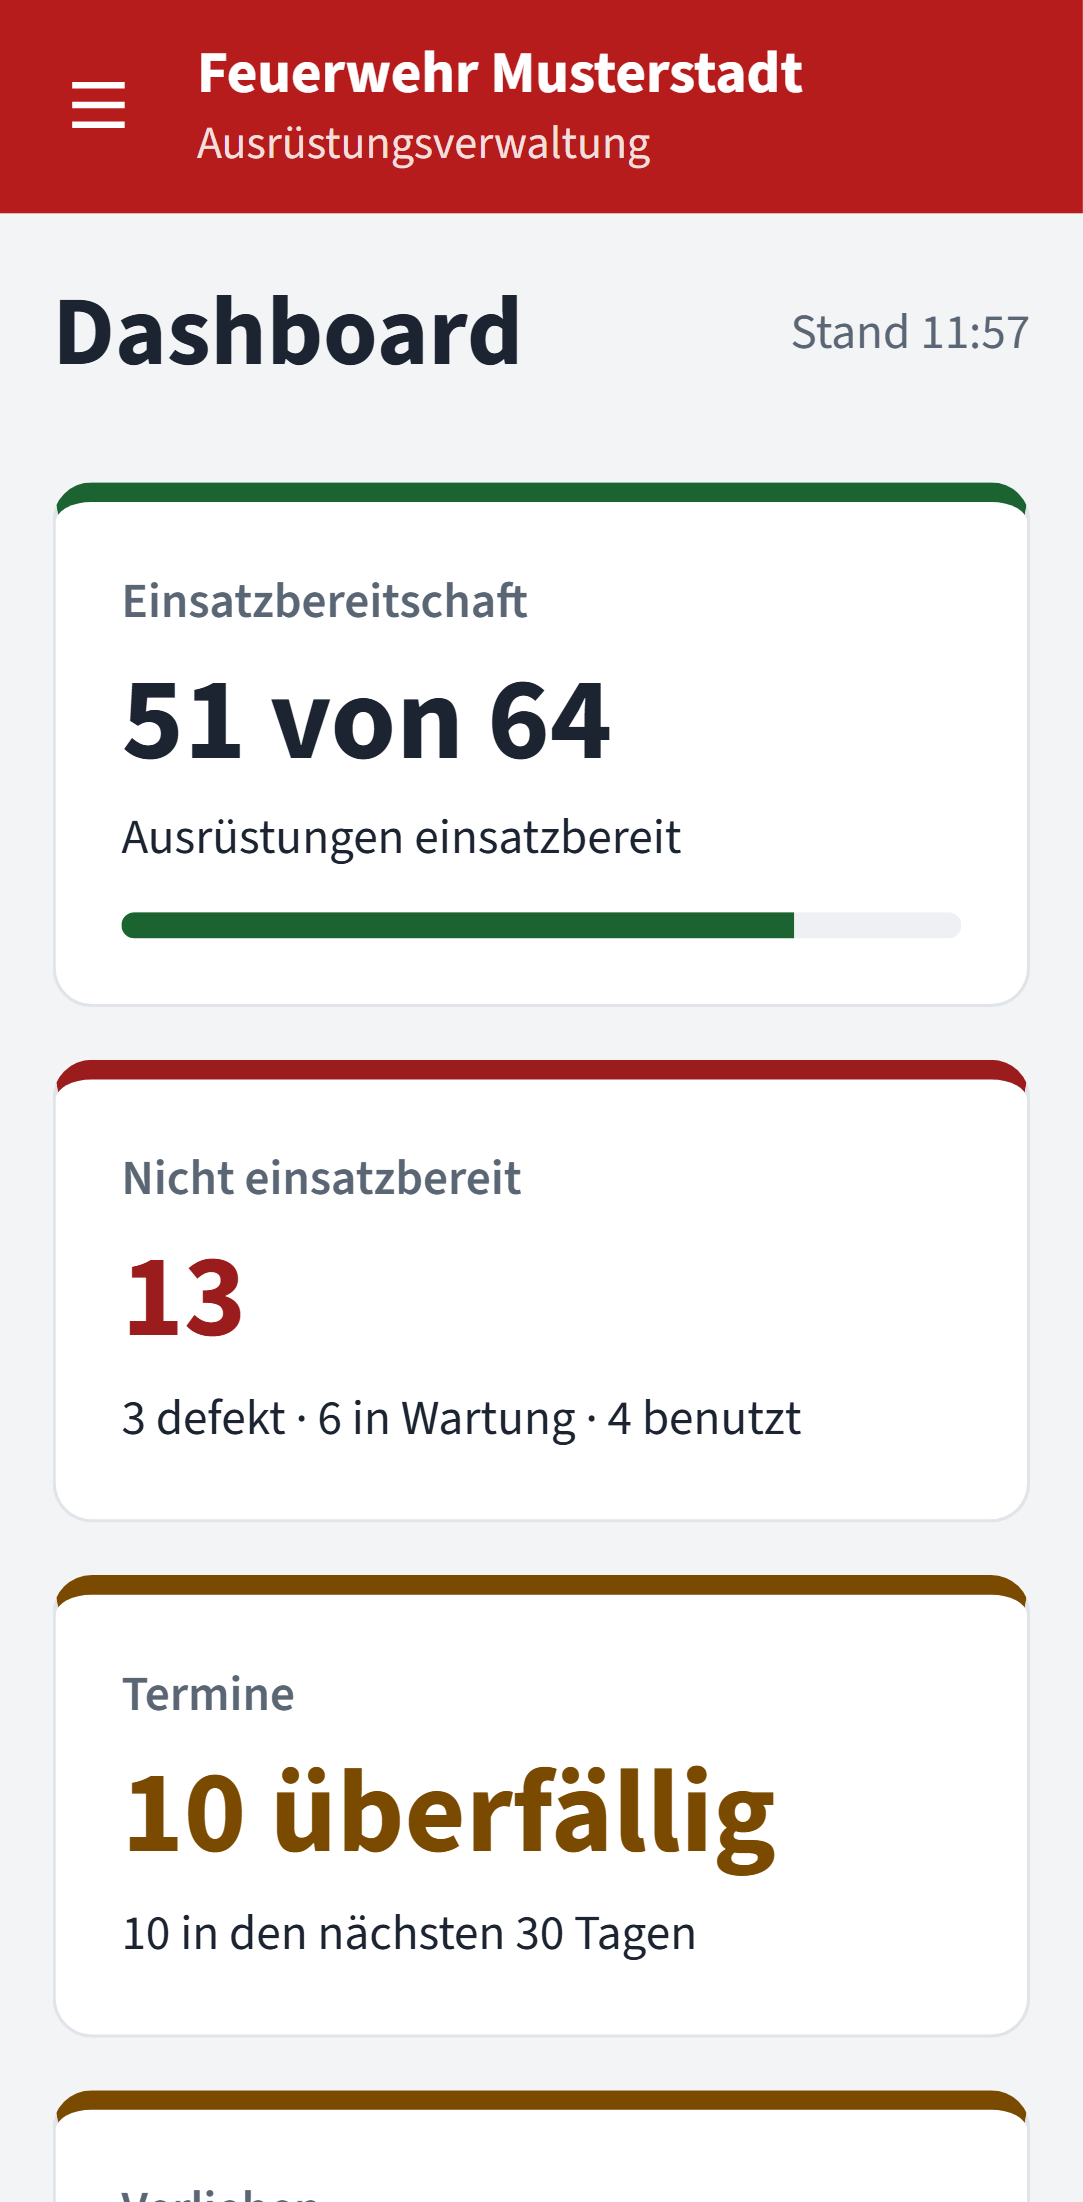 Feuerwehr Musterstadt
Ausrüstungsverwaltung
Dashboard
Stand 11:57
Einsatzbereitschaft
51 von 64
Ausrüstungen einsatzbereit
Nicht einsatzbereit
13
3 defekt · 6 in Wartung · 4 benutzt
Termine
10 überfällig
10 in den nächsten 30 Tagen